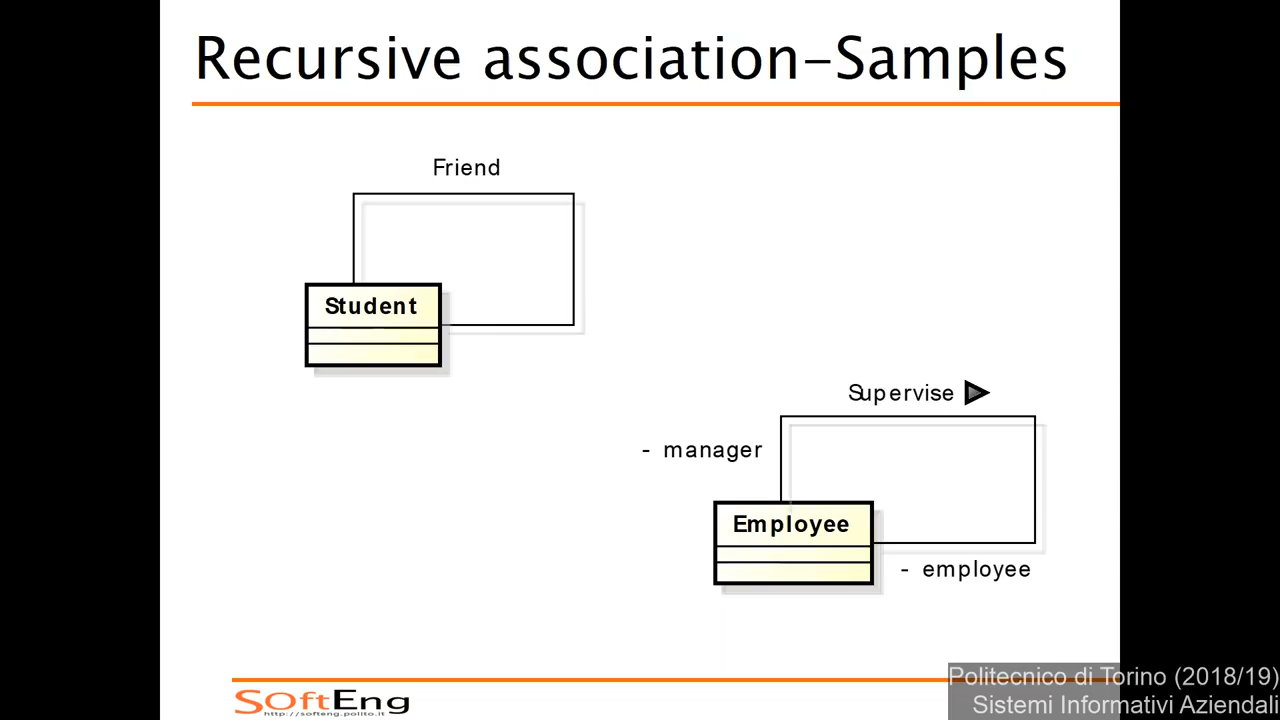 Recursive association–Samples
Friend
Student
Supervise
- manager
Employee
- employee
SoftEng
http://softeng.polito.it
Politecnico di Torino (2018/19)
Sistemi Informativi Aziendali